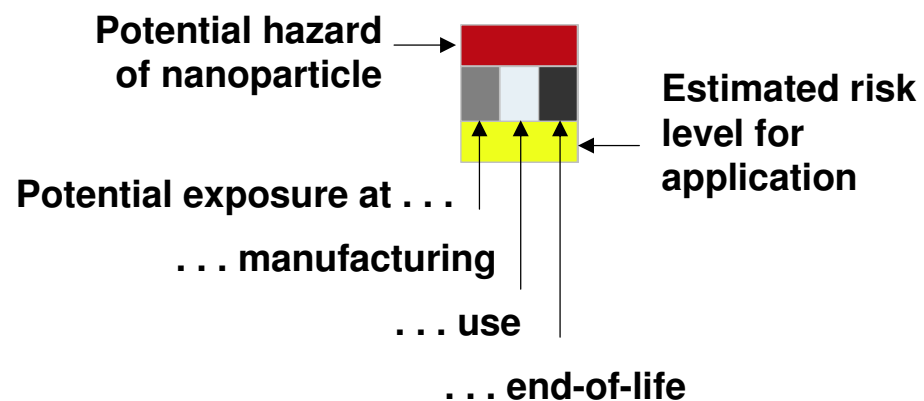 Potential hazard
of nanoparticle
Estimated risk
level for
application
Potential exposure at . . .
. . . manufacturing
. . . use
. . . end-of-life